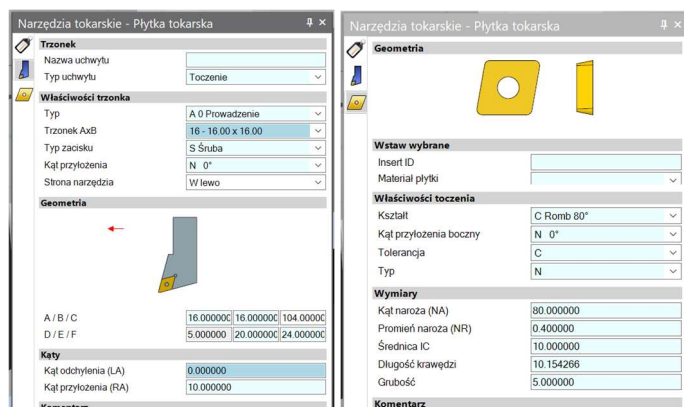 Narzędzia tokarskie - Płytka tokarska
Trzonek
Nazwa uchwytu
Typ uchwytu Toczenie
Właściwości trzonka
Typ A 0 Prowadzenie
Trzonek AxB 16 - 16.00 x 16.00
Typ zacisku S Śruba
Kąt przyłożenia N 0°
Strona narzędzia W lewo
Geometria
A / B / C 16.000000 16.000000 104.00000
D / E / F 5.000000 20.000000 24.000000
Kąty
Kąt odchylenia (LA) 0.000000
Kąt przyłożenia (RA) 10.000000
Komentarz
Narzędzia tokarskie - Płytka tokarska
Geometria
Wstaw wybrane
Insert ID
Materiał płytki
Właściwości toczenia
Kształt C Romb 80°
Kąt przyłożenia boczny N 0°
Tolerancja C
Typ N
Wymiary
Kąt naroża (NA) 80.000000
Promień naroża (NR) 0.400000
Średnica IC 10.000000
Długość krawędzi 10.154266
Grubość 5.000000
Komentarz